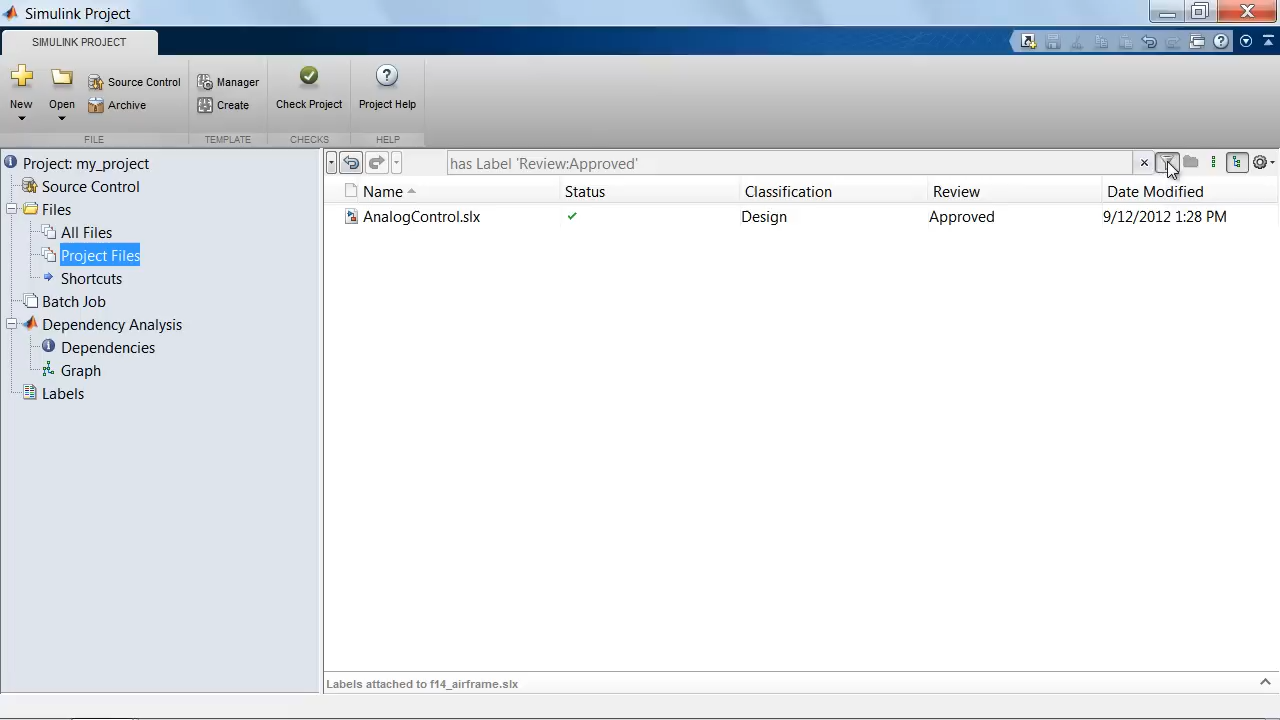 Simulink Project
SIMULINK PROJECT
New
Open
Source Control
Archive
FILE
Manager
Create
TEMPLATE
Check Project
CHECKS
Project Help
HELP
Project: my_project
Source Control
Files
All Files
Project Files
Shortcuts
Batch Job
Dependency Analysis
Dependencies
Graph
Labels
has Label 'Review:Approved'
Name Status Classification Review Date Modified
AnalogControl.slx Design Approved 9/12/2012 1:28 PM
Labels attached to f14_airframe.slx